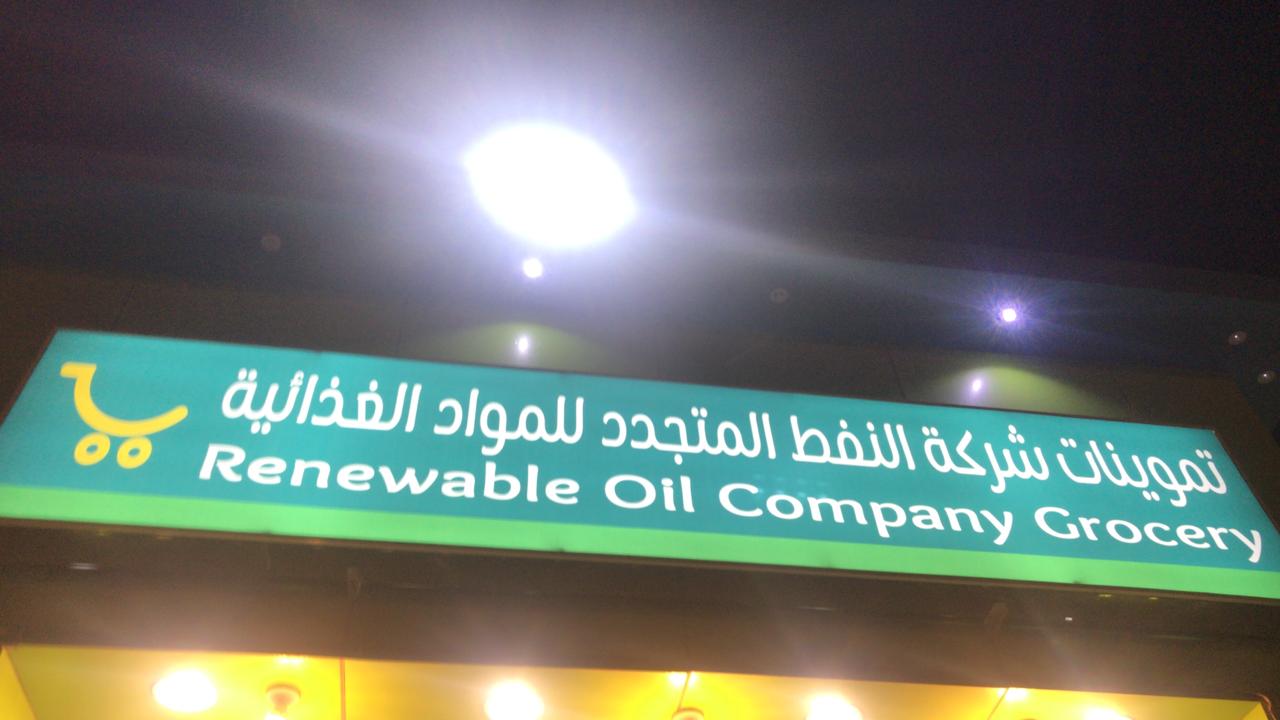 تموينات شركة النفط المتجدد للمواد الغذائية
Renewable Oil Company Grocery